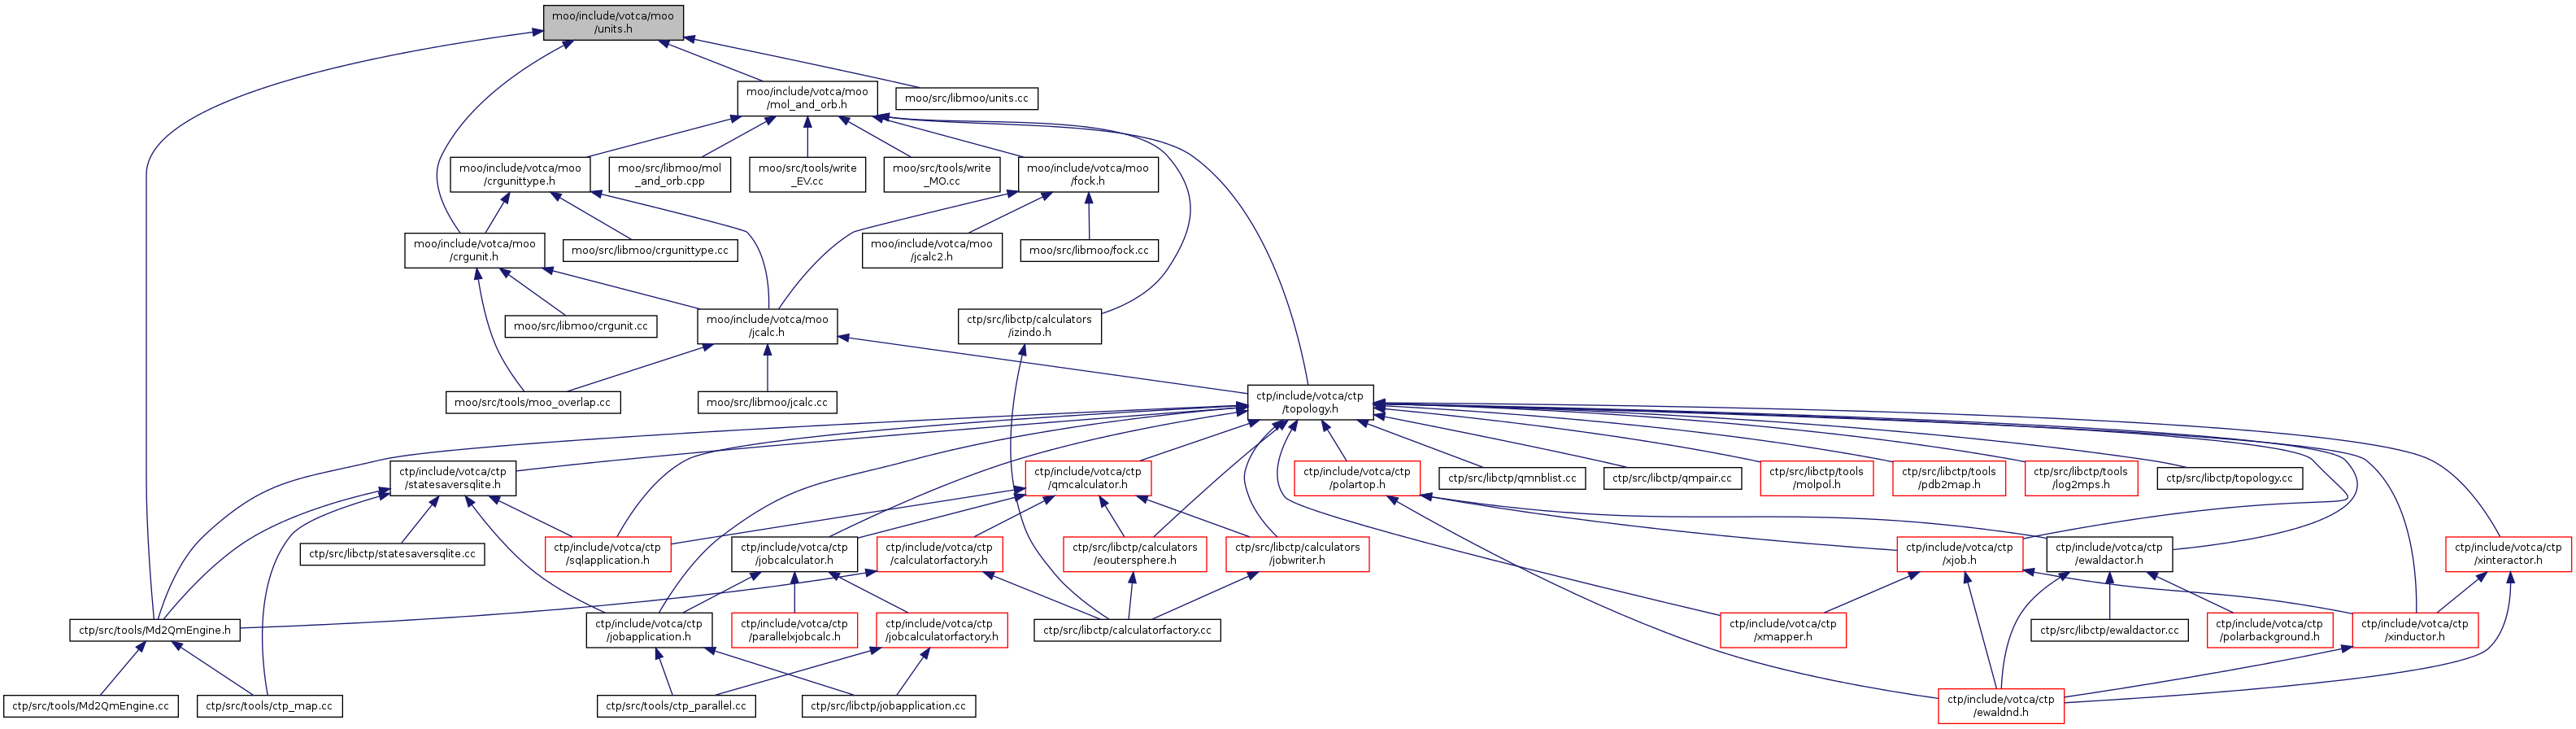 moo/include/votca/moo
/units.h
moo/include/votca/moo
/mol_and_orb.h
moo/src/libmoo/units.cc
moo/include/votca/moo
/crgunittype.h
moo/src/libmoo/mol
_and_orb.cpp
moo/src/tools/write
_EV.cc
moo/src/tools/write
_MO.cc
moo/include/votca/moo
/fock.h
moo/include/votca/moo
/crgunit.h
moo/src/libmoo/crgunittype.cc
moo/include/votca/moo
/jcalc2.h
moo/src/libmoo/fock.cc
moo/src/libmoo/crgunit.cc
moo/include/votca/moo
/jcalc.h
ctp/src/libctp/calculators
/izindo.h
moo/src/tools/moo_overlap.cc
moo/src/libmoo/jcalc.cc
ctp/include/votca/ctp
/topology.h
ctp/include/votca/ctp
/statesaversqlite.h
ctp/include/votca/ctp
/qmcalculator.h
ctp/include/votca/ctp
/polartop.h
ctp/src/libctp/qmnblist.cc
ctp/src/libctp/qmpair.cc
ctp/src/libctp/tools
/molpol.h
ctp/src/libctp/tools
/pdb2map.h
ctp/src/libctp/tools
/log2mps.h
ctp/src/libctp/topology.cc
ctp/src/libctp/statesaversqlite.cc
ctp/include/votca/ctp
/sqlapplication.h
ctp/include/votca/ctp
/jobcalculator.h
ctp/include/votca/ctp
/calculatorfactory.h
ctp/src/libctp/calculators
/eoutersphere.h
ctp/src/libctp/calculators
/jobwriter.h
ctp/include/votca/ctp
/xjob.h
ctp/include/votca/ctp
/ewaldactor.h
ctp/include/votca/ctp
/xinteractor.h
ctp/src/tools/Md2QmEngine.h
ctp/include/votca/ctp
/jobapplication.h
ctp/include/votca/ctp
/parallelxjobcalc.h
ctp/include/votca/ctp
/jobcalculatorfactory.h
ctp/src/libctp/calculatorfactory.cc
ctp/include/votca/ctp
/xmapper.h
ctp/src/libctp/ewaldactor.cc
ctp/include/votca/ctp
/polarbackground.h
ctp/include/votca/ctp
/xinductor.h
ctp/src/tools/Md2QmEngine.cc
ctp/src/tools/ctp_map.cc
ctp/src/tools/ctp_parallel.cc
ctp/src/libctp/jobapplication.cc
ctp/include/votca/ctp
/ewaldnd.h